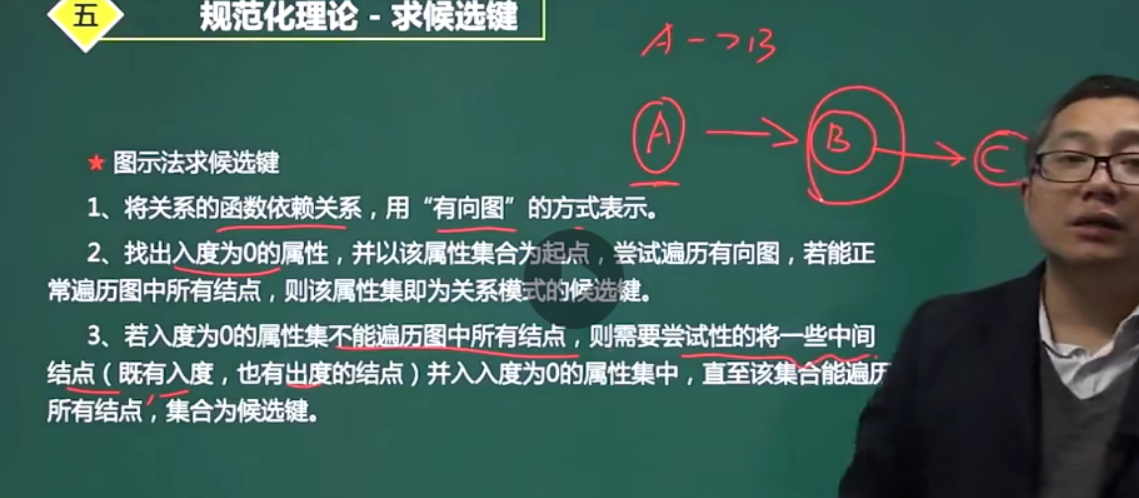 五
规范化理论 - 求候选键
A->B
A
B
C
★ 图示法求候选键
1、将关系的函数依赖关系，用“有向图”的方式表示。
2、找出入度为0的属性，并以该属性集合为起点，尝试遍历有向图，若能正
常遍历图中所有结点，则该属性集即为关系模式的候选键。
3、若入度为0的属性集不能遍历图中所有结点，则需要尝试性的将一些中间
结点（既有入度，也有出度的结点）并入入度为0的属性集中，直至该集合能遍历
所有结点，集合为候选键。